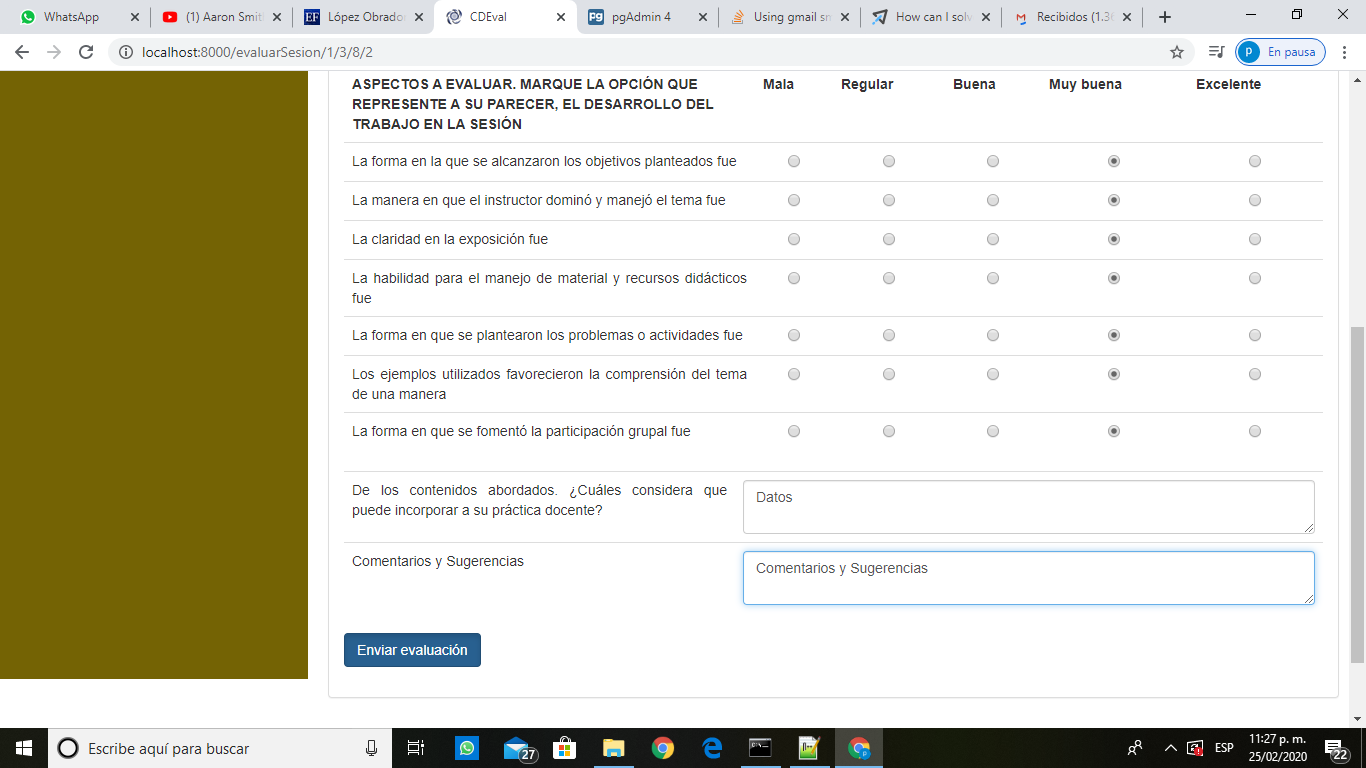 WhatsApp
(1) Aaron Smit
López Obrado
CDEval
pgAdmin 4
Using gmail sm
How can I solv
Recibidos (1.3
localhost:8000/evaluarSesion/1/3/8/2
P
En pausa
ASPECTOS A EVALUAR. MARQUE LA OPCIÓN QUE
REPRESENTE A SU PARECER, EL DESARROLLO DEL
TRABAJO EN LA SESIÓN
Mala
Regular
Buena
Muy buena
Excelente
La forma en la que se alcanzaron los objetivos planteados fue
La manera en que el instructor dominó y manejó el tema fue
La claridad en la exposición fue
La habilidad para el manejo de material y recursos didácticos
fue
La forma en que se plantearon los problemas o actividades fue
Los ejemplos utilizados favorecieron la comprensión del tema
de una manera
La forma en que se fomentó la participación grupal fue
De los contenidos abordados. ¿Cuáles considera que
puede incorporar a su práctica docente?
Datos
Comentarios y Sugerencias
Comentarios y Sugerencias
Enviar evaluación
Escribe aquí para buscar
27
ESP
11:27 p. m.
25/02/2020
22